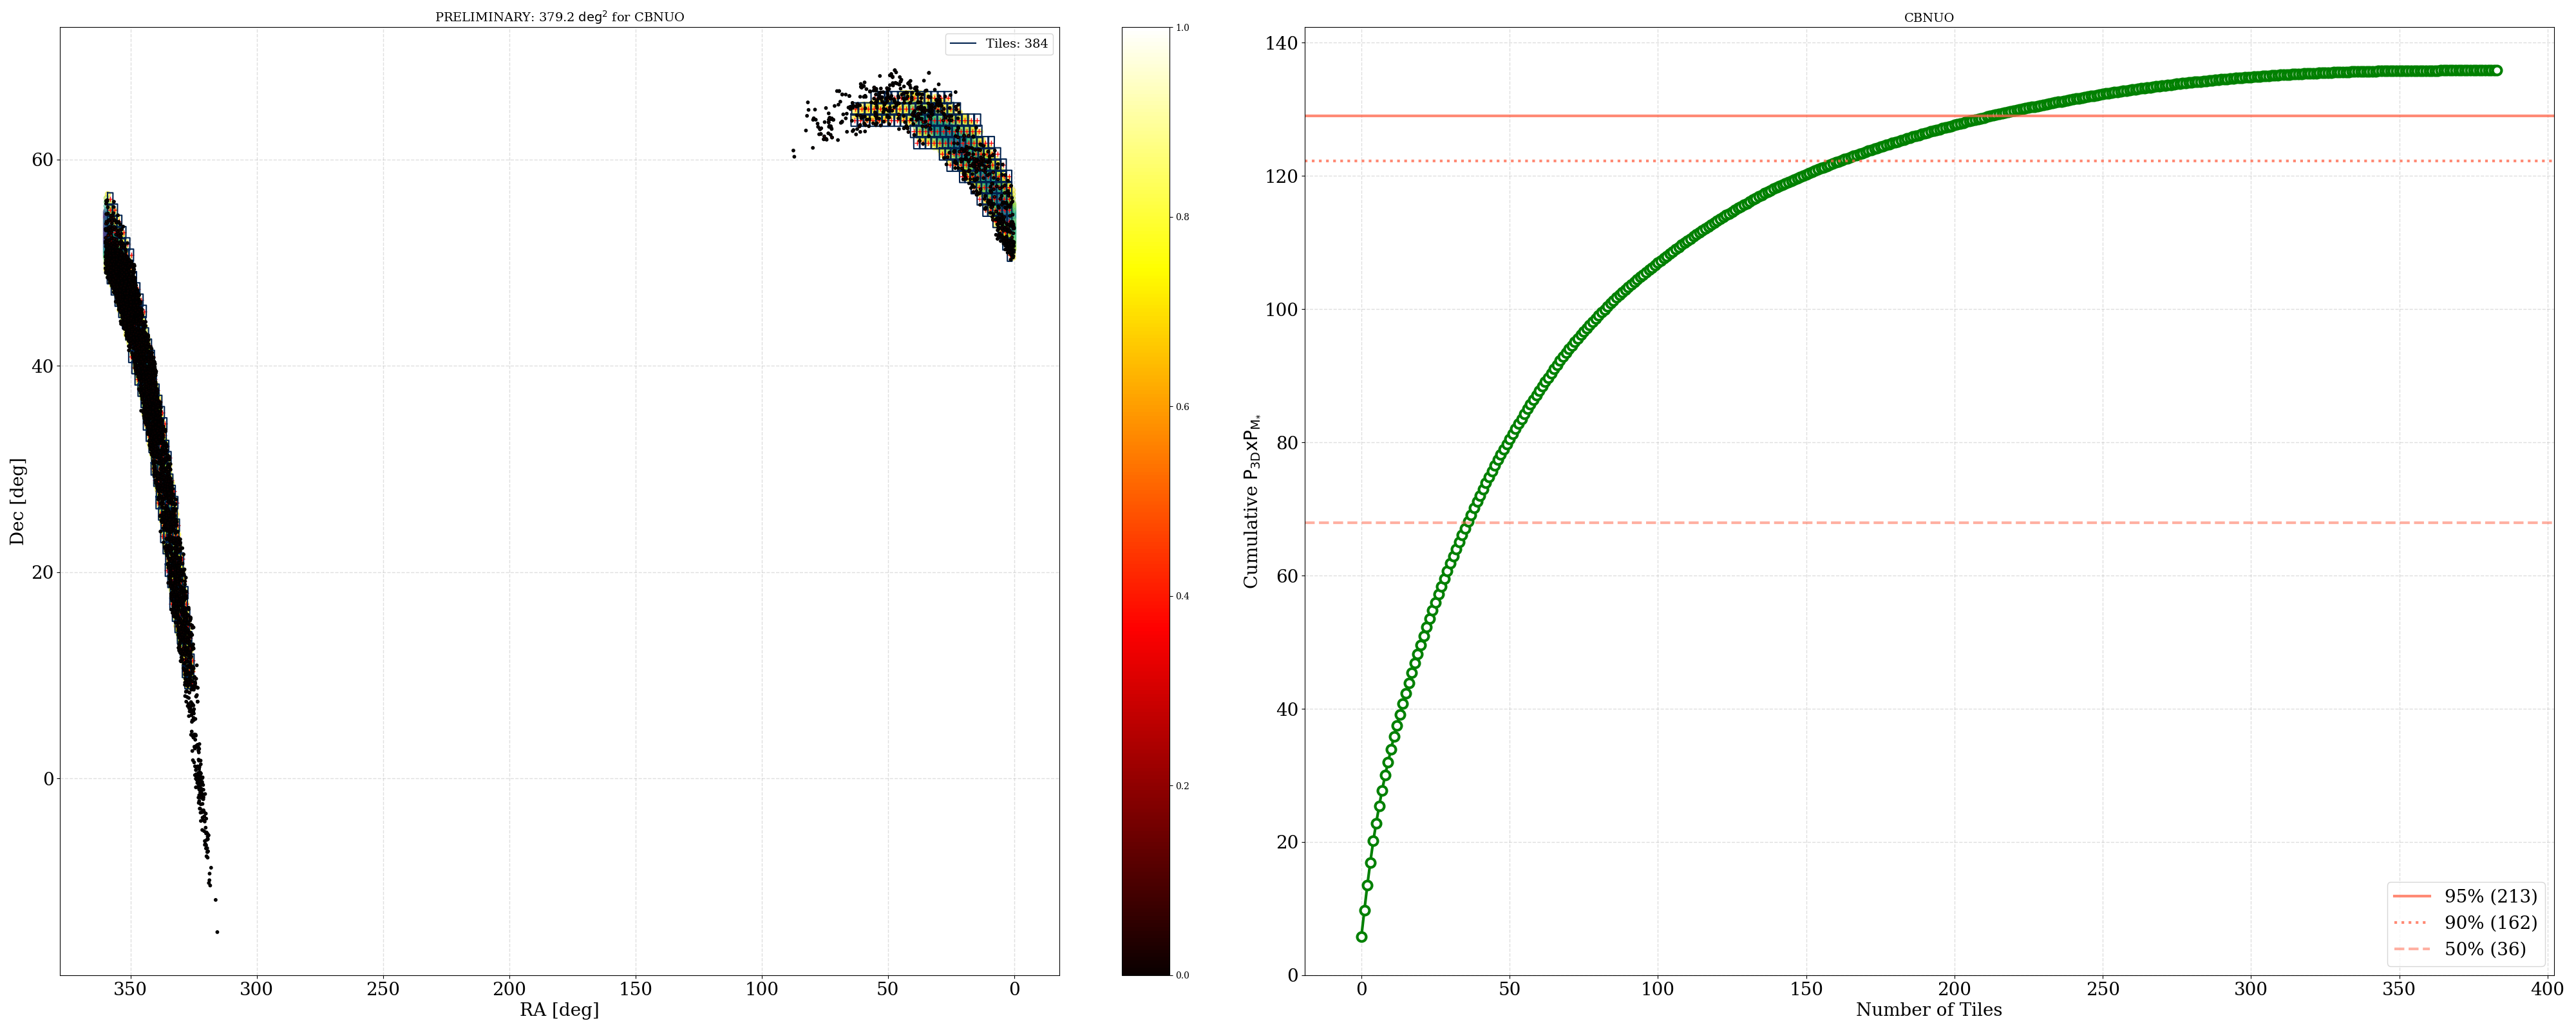 PRELIMINARY: 379.2 deg² for CBNUO
Tiles: 384
60
40
20
0
Dec [deg]
350 300 250 200 150 100 50 0
RA [deg]
1.0
0.8
0.6
0.4
0.2
0.0
CBNUO
140
120
100
80
60
40
20
0
Cumulative P₃DxPM*
95% (213)
90% (162)
50% (36)
0 50 100 150 200 250 300 350 400
Number of Tiles